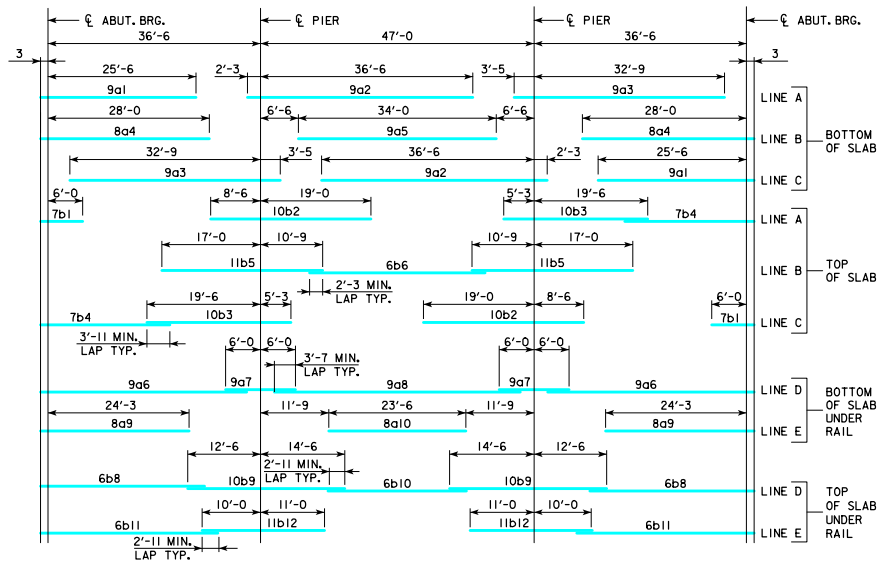 ℄ ABUT. BRG. ℄ PIER ℄ PIER ℄ ABUT. BRG.
36'-6 47'-0 36'-6
3 3
25'-6 2'-3 36'-6 3'-5 32'-9
9a1 9a2 9a3 LINE A
28'-0 6'-6 34'-0 6'-6 28'-0
8a4 9a5 8a4 LINE B
32'-9 3'-5 36'-6 2'-3 25'-6
9a3 9a2 9a1 LINE C
BOTTOM
OF SLAB
6'-0 8'-6 19'-0 5'-3 19'-6
7b1 10b2 10b3 7b4 LINE A
17'-0 10'-9 10'-9 17'-0
11b5 6b6 11b5 LINE B
2'-3 MIN.
LAP TYP.
19'-6 5'-3 19'-0 8'-6 6'-0
7b4 10b3 10b2 7b1 LINE C
TOP
OF SLAB
3'-11 MIN.
LAP TYP.
6'-0 6'-0 6'-0 6'-0
3'-7 MIN.
LAP TYP.
9a6 9a7 9a8 9a7 9a6 LINE D
24'-3 11'-9 23'-6 11'-9 24'-3
8a9 8a10 8a9 LINE E
BOTTOM
OF SLAB
UNDER
RAIL
12'-6 14'-6 14'-6 12'-6
2'-11 MIN.
LAP TYP.
6b8 10b9 6b10 10b9 6b8 LINE D
10'-0 11'-0 11'-0 10'-0
6b11 11b12 11b12 6b11 LINE E
TOP
OF SLAB
UNDER
RAIL
2'-11 MIN.
LAP TYP.